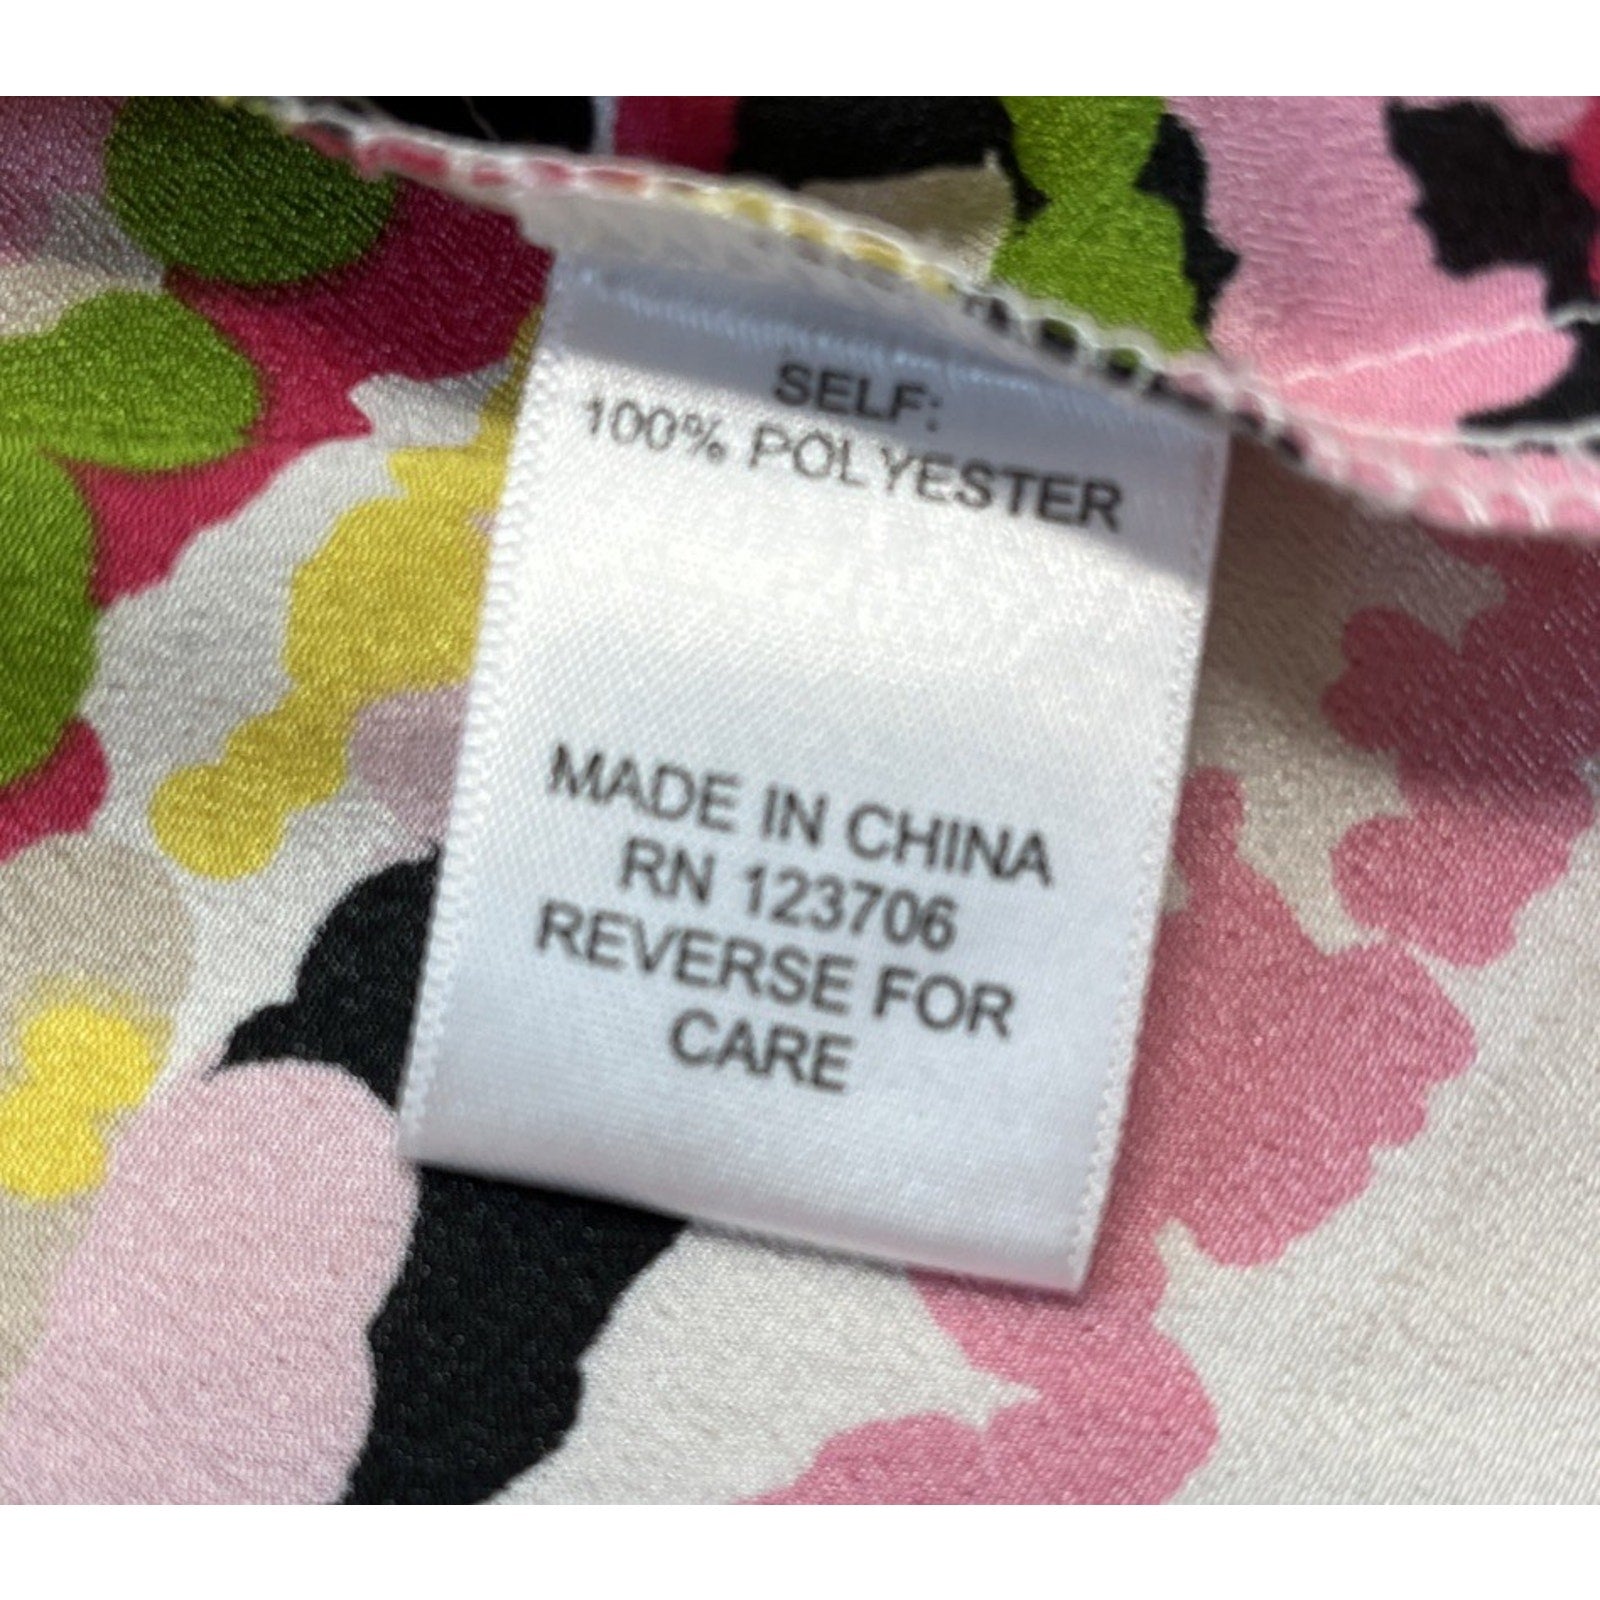 SELF:
100% POLYESTER
MADE IN CHINA
RN 123706
REVERSE FOR
CARE